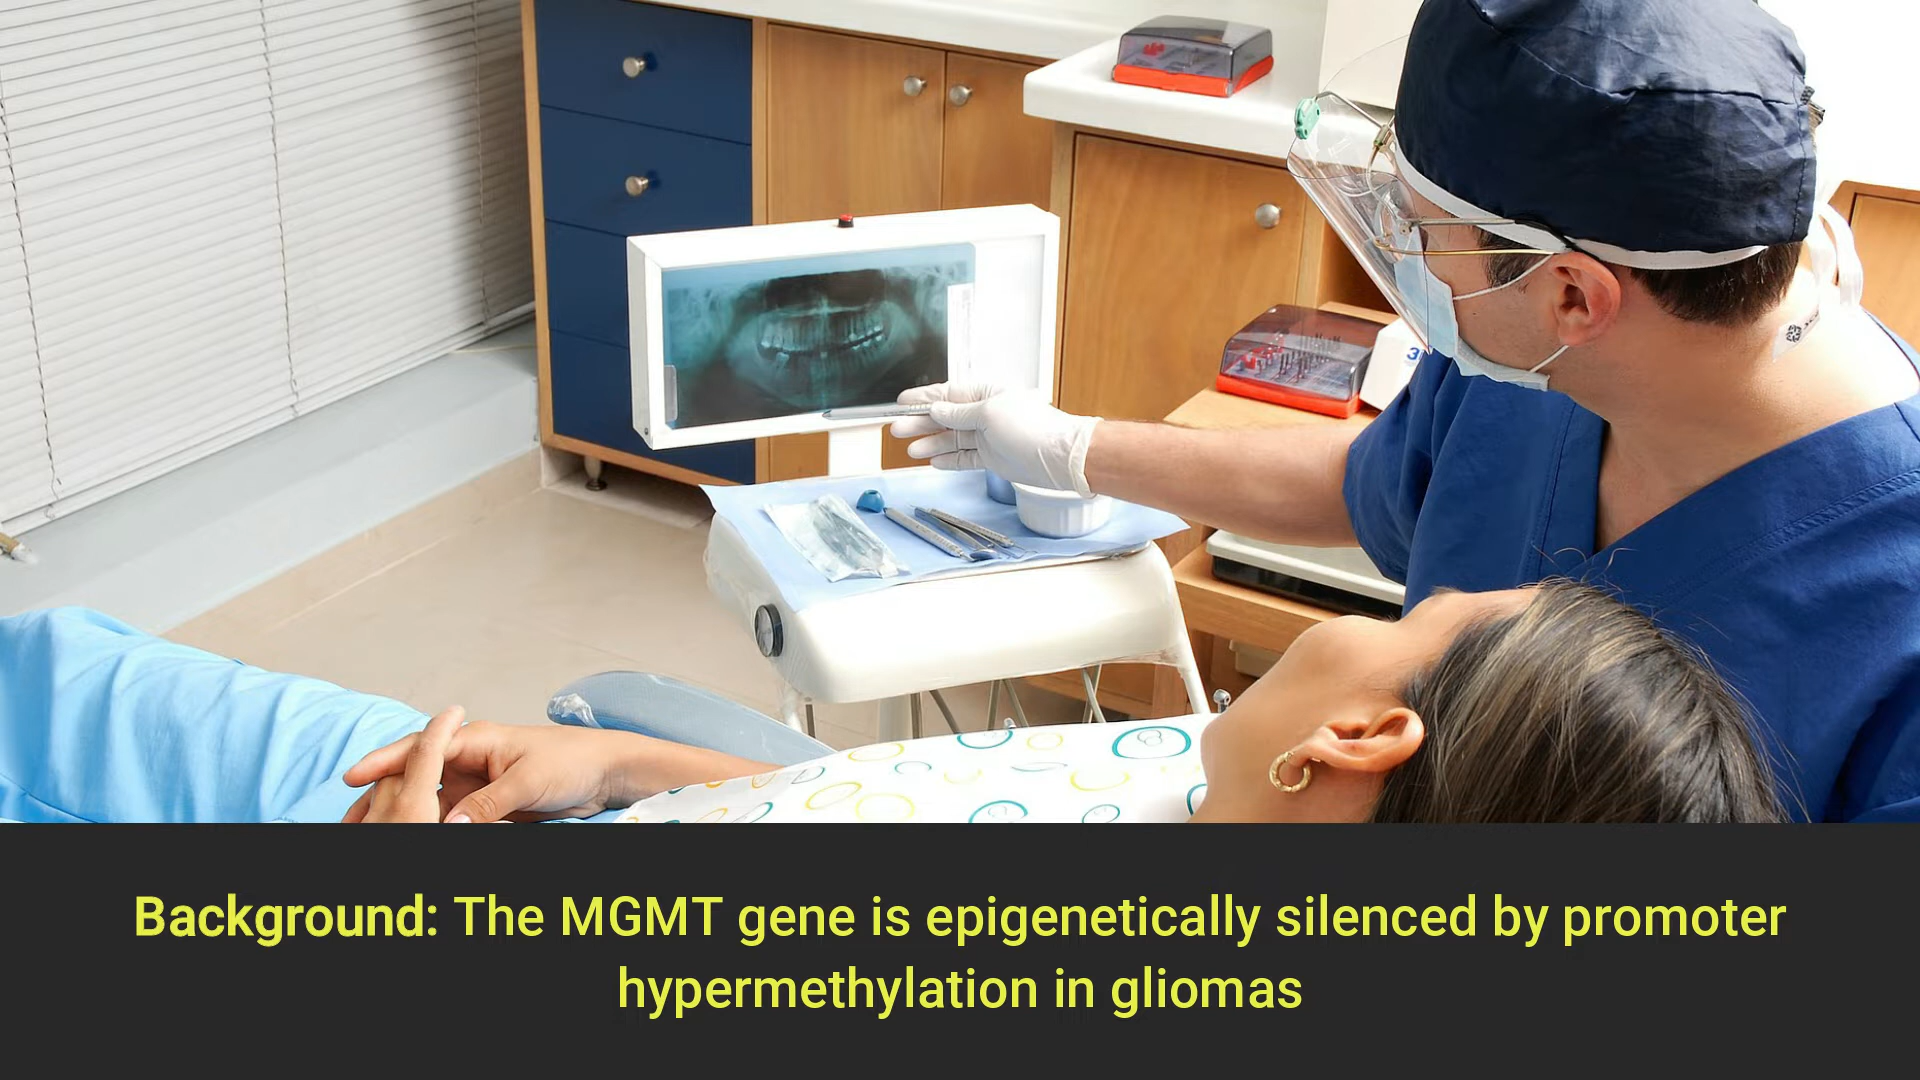 Background: The MGMT gene is epigenetically silenced by promoter
hypermethylation in gliomas